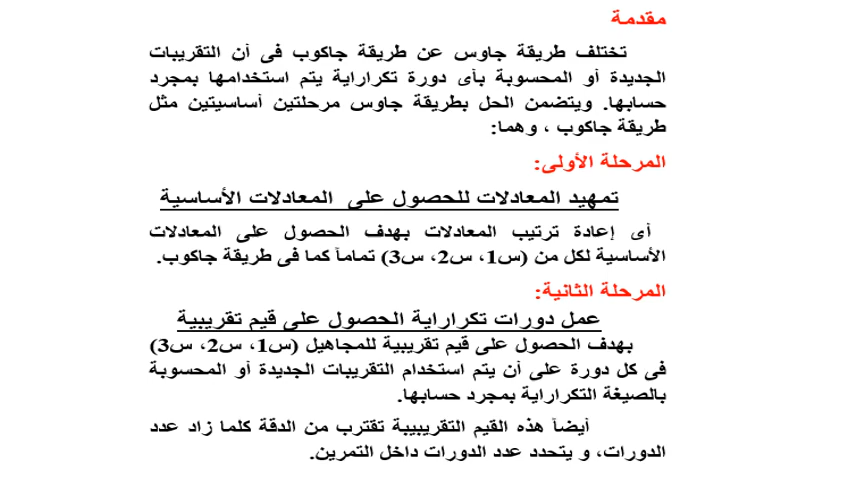 مقدمة
تختلف طريقة جاوس عن طريقة جاكوب فى أن التقريبات
الجديدة أو المحسوبة بآى دورة تكراراية يتم استخدامها بمجرد
حسابها. ويتضمن الحل بطريقة جاوس مرحلتين أساسيتين مثل
طريقة جاكوب ، وهما:
المرحلة الأولى:
تمهيد المعادلات للحصول على المعادلات الأساسية
أى إعادة ترتيب المعادلات بهدف الحصول على المعادلات
الأساسية لكل من (س1، س2، س3) تماماً كما فى طريقة جاكوب.
المرحلة الثانية:
عمل دورات تكراراية الحصول على قيم تقريبية
بهدف الحصول على قيم تقريبية للمجاهيل (س1، س2، س3)
فى كل دورة على أن يتم استخدام التقريبات الجديدة أو المحسوبة
بالصيغة التكراراية بمجرد حسابها.
أيضاً هذه القيم التقريبيبة تقترب من الدقة كلما زاد عدد
الدورات، و يتحدد عدد الدورات داخل التمرين.